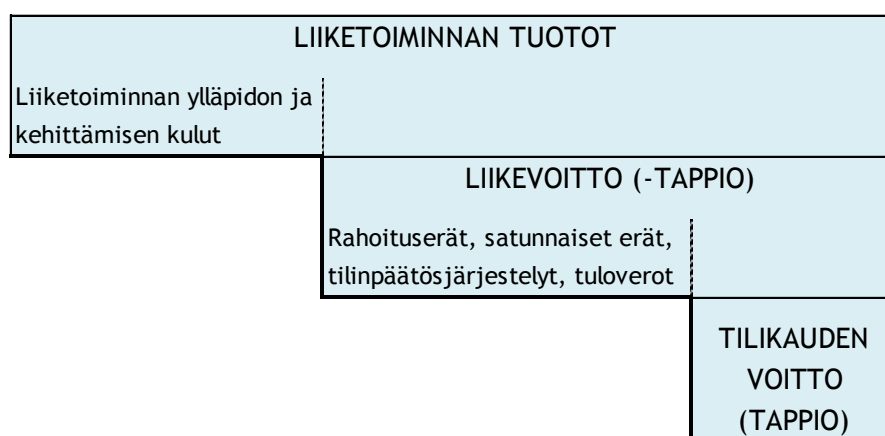 LIIKETOIMINNAN TUOTOT
Liiketoiminnan ylläpidon ja
kehittämisen kulut
LIIKEVOITTO (-TAPPIO)
Rahoituserät, satunnaiset erät,
tilinpäätösjärjestelyt, tuloverot
TILIKAUDEN
VOITTO
(TAPPIO)